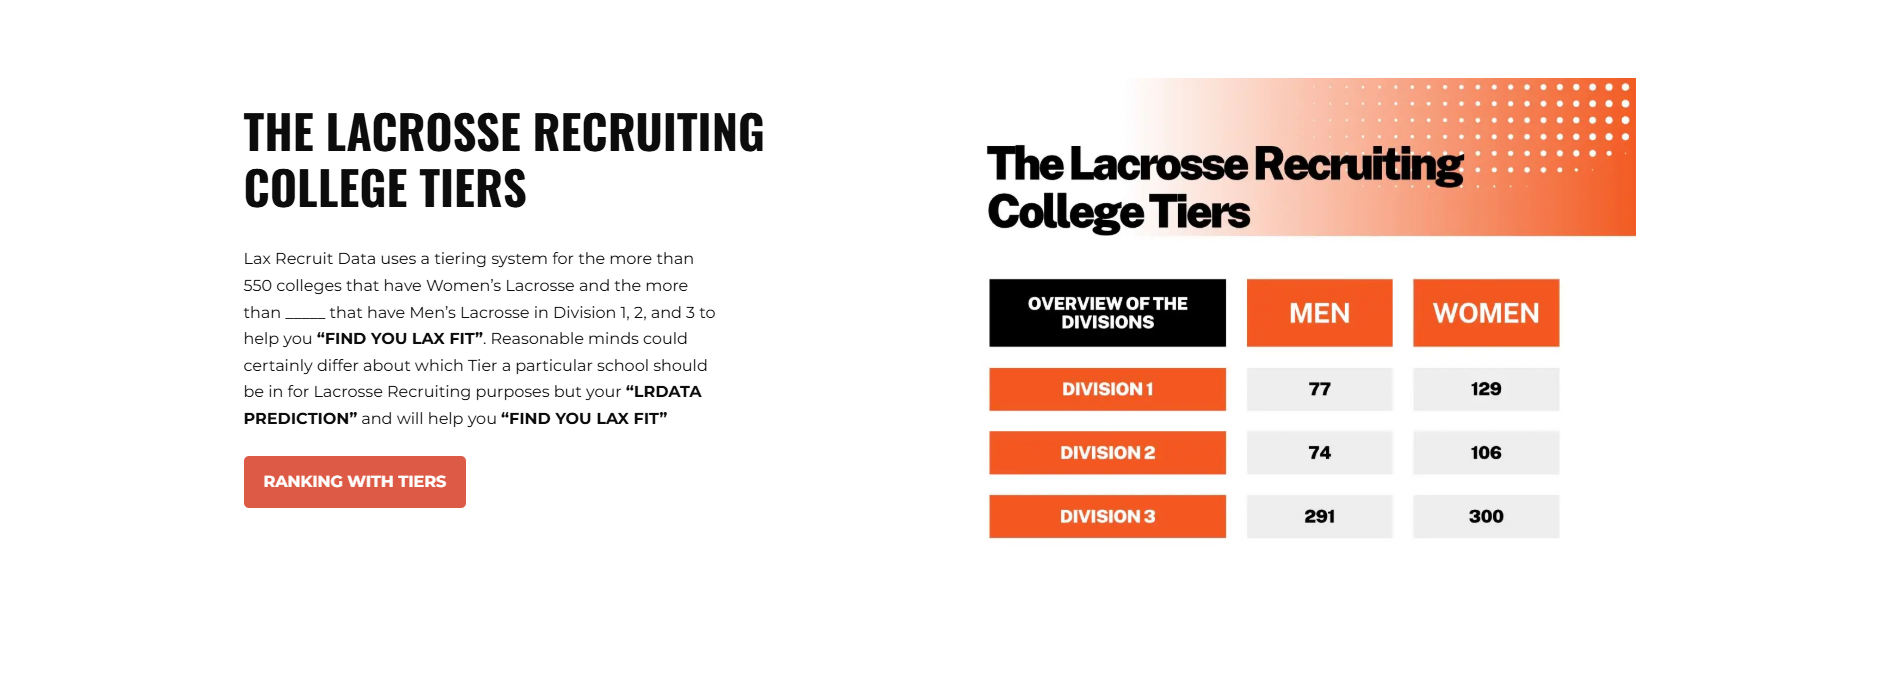 THE LACROSSE RECRUITING
COLLEGE TIERS
Lax Recruit Data uses a tiering system for the more than
550 colleges that have Women’s Lacrosse and the more
than _____ that have Men’s Lacrosse in Division 1, 2, and 3 to
help you “FIND YOU LAX FIT”. Reasonable minds could
certainly differ about which Tier a particular school should
be in for Lacrosse Recruiting purposes but your “LRDATA
PREDICTION” and will help you “FIND YOU LAX FIT”
RANKING WITH TIERS
The Lacrosse Recruiting
College Tiers
OVERVIEW OF THE
DIVISIONS
MEN
WOMEN
DIVISION 1
77
129
DIVISION 2
74
106
DIVISION 3
291
300